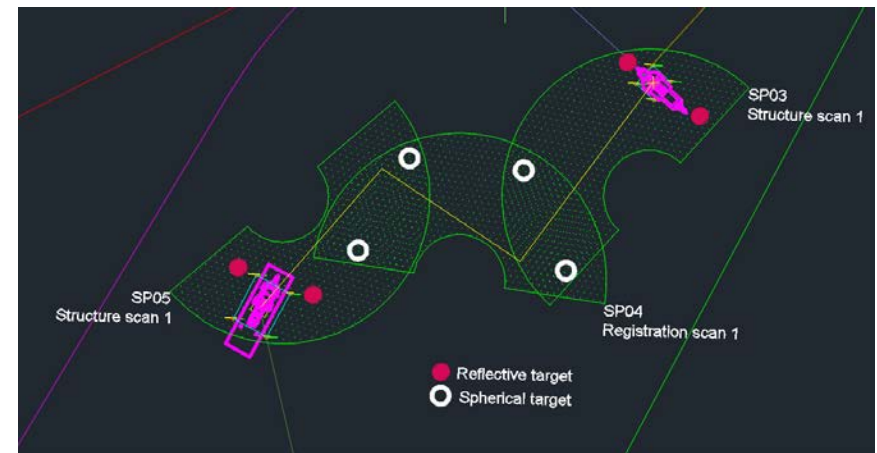 SP03
Structure scan 1
SP05
Structure scan 1
SP04
Registration scan 1
Reflective target
Spherical target